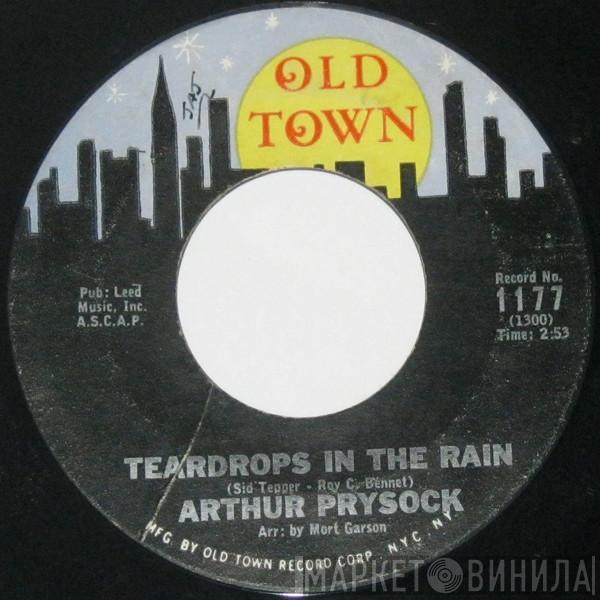 OLD
TOWN
Pub: Leed
Music, Inc.
A.S.C.A.P.
Record No.
1177
(1300)
Time: 2:53
TEARDROPS IN THE RAIN
(Sid Tepper - Roy C. Bennet)
ARTHUR PRYSOCK
Arr: by Mort Garson
MFG. BY OLD TOWN RECORD CORP. N.Y.C. N.Y.
МАРКЕТ ВИНИЛА